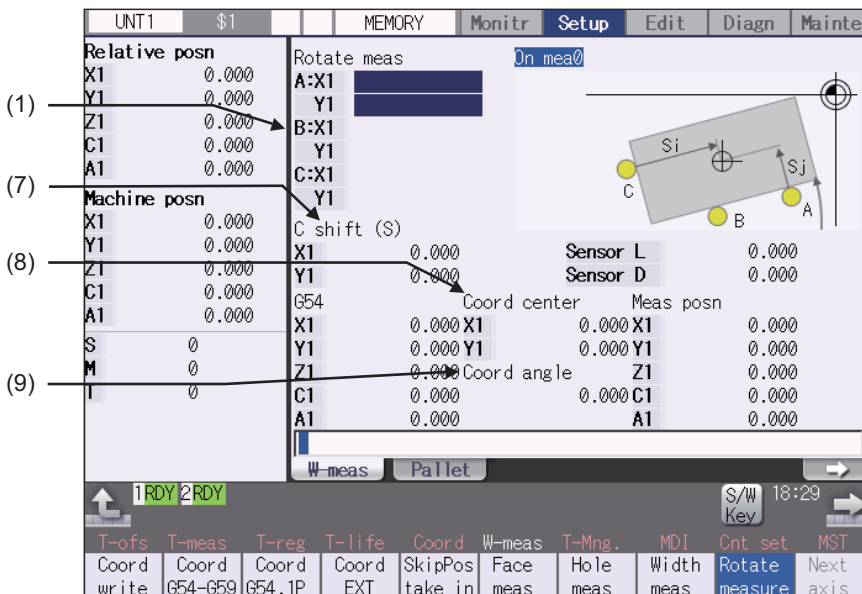 UNT1 $1 MEMORY Monitr Setup Edit Diagn Mainte
Relative posn
X1 0.000
Y1 0.000
Z1 0.000
C1 0.000
A1 0.000
Machine posn
X1 0.000
Y1 0.000
Z1 0.000
C1 0.000
A1 0.000
S 0
M 0
T 0
(1)
(7)
(8)
(9)
Rotate meas On mea0
A:X1
Y1
B:X1
Y1
C:X1
Y1
Si
Sj
C
B
A
C shift (S)
X1 0.000 Sensor L 0.000
Y1 0.000 Sensor D 0.000
G54 Coord center Meas posn
X1 0.000 X1 0.000 X1 0.000
Y1 0.000 Y1 0.000 Y1 0.000
Z1 0.000 Coord angle Z1 0.000
C1 0.000 0.000 C1 0.000
A1 0.000 A1 0.000
W-meas Pallet
1 RDY 2 RDY S/W Key 18:29
T-ofs T-meas T-reg T-life Coord W-meas T-Mng. MDI Cnt set MST
Coord Coord Coord Coord SkipPos Face Hole Width Rotate Next
write G54-G59 G54.1P EXT take in meas meas meas measure axis